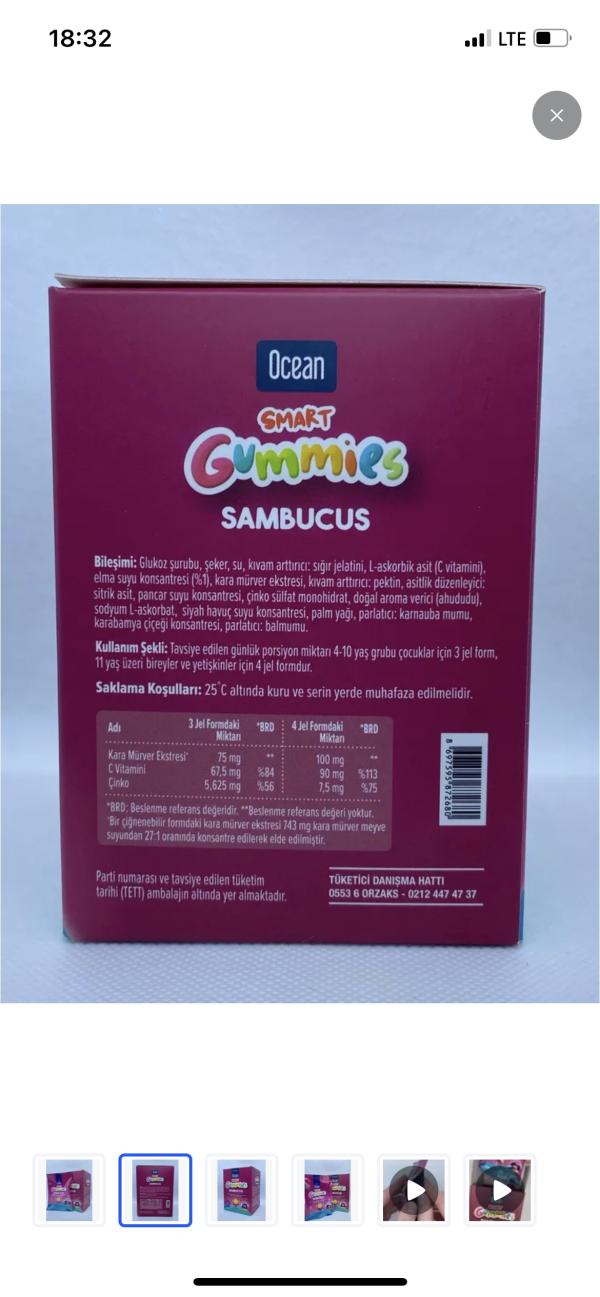 18:32
LTE
Ocean
SMART
Gummies
SAMBUCUS
Bileşimi: Glukoz şurubu, şeker, su, kıvam arttırıcı: sığır jelatini, L-askorbik asit (C vitamini),
elma suyu konsantresi (%1), kara mürver ekstresi, kıvam arttırıcı: pektin, asitlik düzenleyici:
sitrik asit, pancar suyu konsantresi, çinko sülfat monohidrat, doğal aroma verici (ahududu),
sodyum L-askorbat, siyah havuç suyu konsantresi, palm yağı, parlatıcı: karnauba mumu,
karabamya çiçeği konsantresi, parlatıcı: balmumu.
Kullanım Şekli: Tavsiye edilen günlük porsiyon miktarı 4-10 yaş grubu çocuklar için 3 jel form,
11 yaş üzeri bireyler ve yetişkinler için 4 jel formdur.
Saklama Koşulları: 25°C altında kuru ve serin yerde muhafaza edilmelidir.
Adı 3 Jel Formdaki Miktarı *BRD 4 Jel Formdaki Miktarı *BRD
Kara Mürver Ekstresi' 75 mg ** 100 mg **
C Vitamini 67,5 mg %84 90 mg %113
Çinko 5,625 mg %56 7,5 mg %75
*BRD: Beslenme referans değeridir. **Beslenme referans değeri yoktur.
'Bir çiğnenebilir formdaki kara mürver ekstresi 743 mg kara mürver meyve
suyundan 27:1 oranında konsantre edilerek elde edilmiştir.
8 697595 872680
Parti numarası ve tavsiye edilen tüketim
tarihi (TETT) ambalajın altında yer almaktadır.
TÜKETİCİ DANIŞMA HATTI
0553 6 ORZAKS - 0212 447 47 37